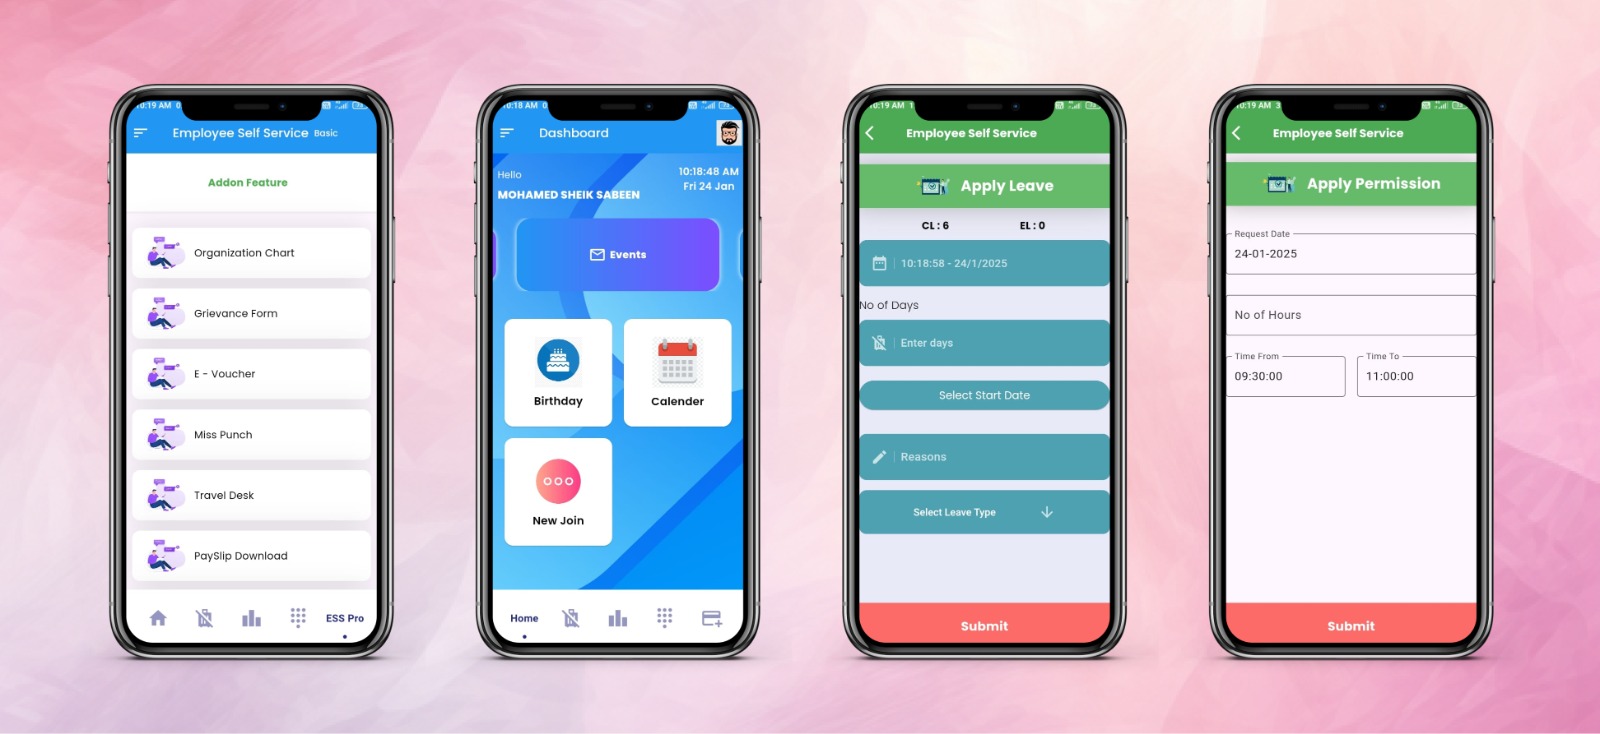 10:19 AM
Employee Self Service Basic
Addon Feature
Organization Chart
Grievance Form
E - Voucher
Miss Punch
Travel Desk
PaySlip Download
ESS Pro
10:18 AM
Dashboard
Hello
10:18:48 AM
Fri 24 Jan
MOHAMED SHEIK SABEEN
Events
Birthday
Calender
New Join
Home
10:19 AM
Employee Self Service
Apply Leave
CL : 6
EL : 0
10:18:58 - 24/1/2025
No of Days
Enter days
Select Start Date
Reasons
Select Leave Type
Submit
10:19 AM
Employee Self Service
Apply Permission
Request Date
24-01-2025
No of Hours
Time From
Time To
09:30:00
11:00:00
Submit